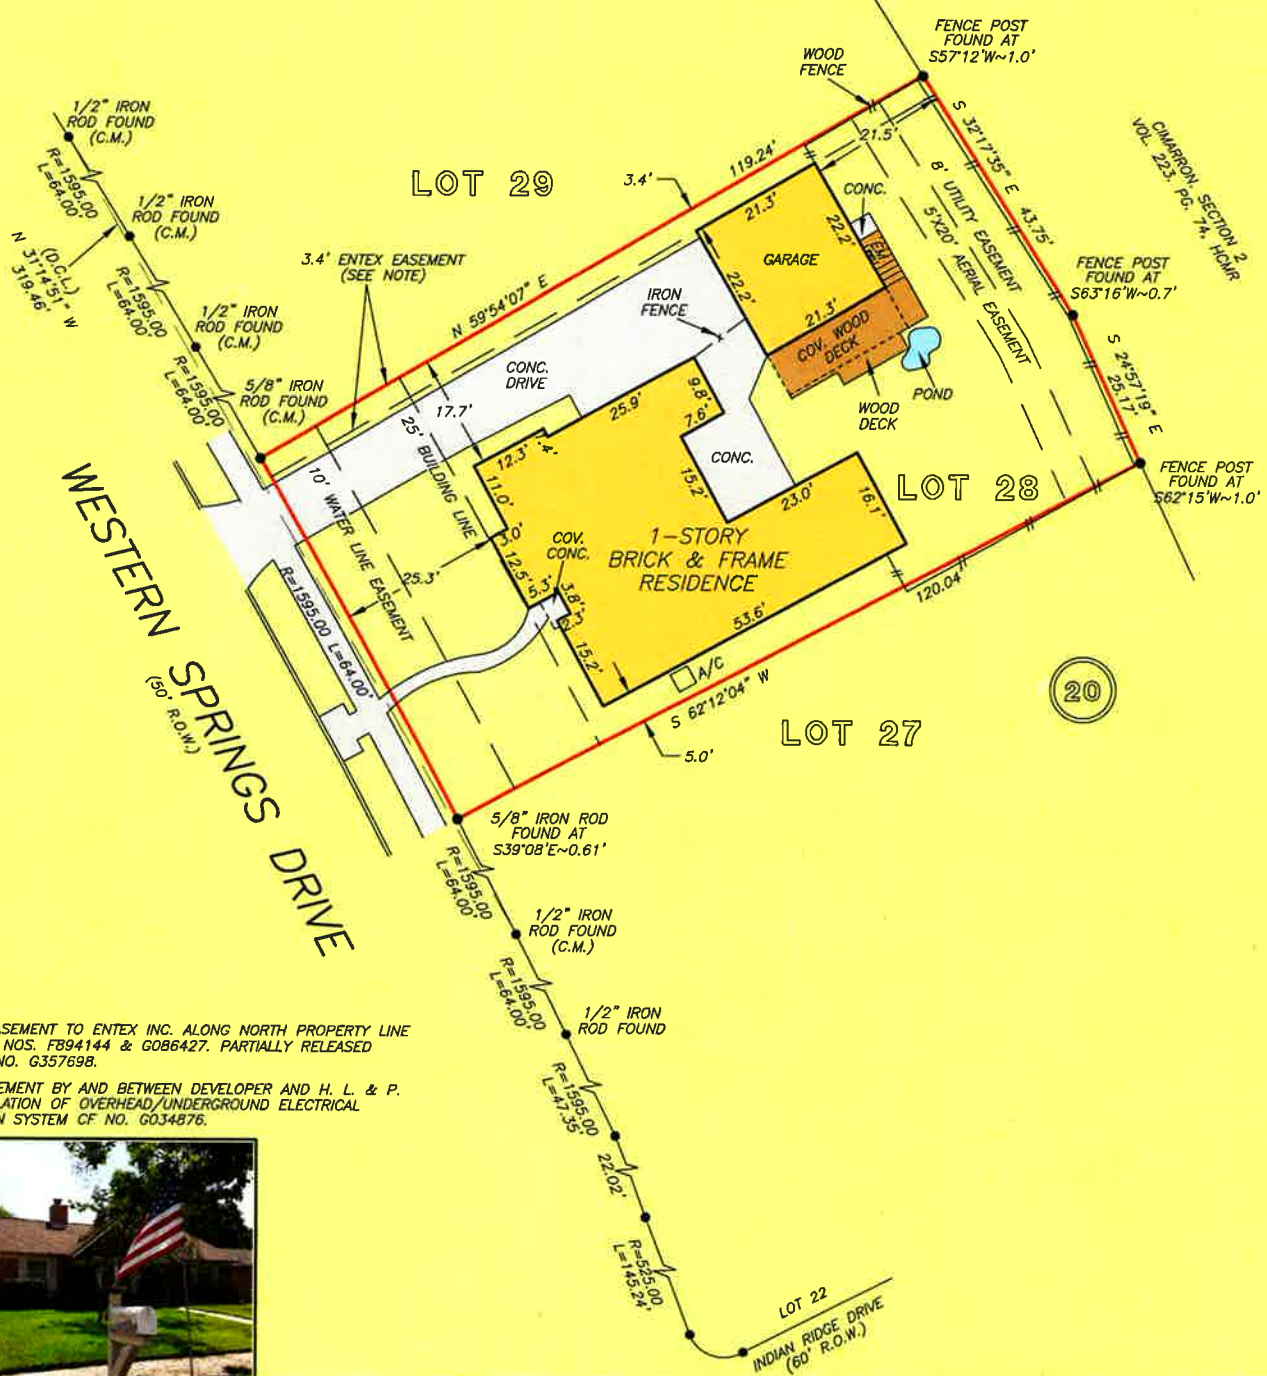 FENCE POST
FOUND AT
S57°12'W~1.0'
WOOD
FENCE
1/2" IRON
ROD FOUND
(C.M.)
R=1595.00
L=64.00'
1/2" IRON
ROD FOUND
(C.M.)
(D.C.L.)
N 31°14'51" W
319.46'
R=1595.00
L=64.00'
1/2" IRON
ROD FOUND
(C.M.)
R=1595.00
L=64.00'
5/8" IRON
ROD FOUND
(C.M.)
LOT 29
3.4' ENTEX EASEMENT
(SEE NOTE)
N 59°54'07" E
119.24'
3.4'
21.5'
S 32°17'35" E 43.75'
CIMARRON, SECTION 2
VOL. 223, PG. 74, HCMR
8' UTILITY EASEMENT
5'X20' AERIAL EASEMENT
FENCE POST
FOUND AT
S63°16'W~0.7'
S 24°57'19" E
25.17'
FENCE POST
FOUND AT
S62°15'W~1.0'
21.3'
22.2'
GARAGE
22.2'
21.3'
CONC.
COV. WOOD
DECK
WOOD
DECK
POND
IRON
FENCE
CONC.
DRIVE
17.7'
25' BUILDING LINE
10' WATER LINE EASEMENT
25.9'
9.8'
7.6'
CONC.
15.2'
23.0'
16.1'
12.3'
11.0'
3.0'
12.5'
COV.
CONC.
5.3'
3.8'
15.2'
25.3'
1-STORY
BRICK & FRAME
RESIDENCE
53.6'
A/C
LOT 28
120.04'
S 62°12'04" W
5.0'
LOT 27
20
R=1595.00 L=64.00'
WESTERN SPRINGS DRIVE
(50' R.O.W.)
5/8" IRON ROD
FOUND AT
S39°08'E~0.61'
R=1595.00
L=64.00'
1/2" IRON
ROD FOUND
(C.M.)
R=1595.00
L=64.00'
1/2" IRON
ROD FOUND
R=1595.00
L=47.35'
22.02'
R=525.00
L=145.24'
LOT 22
INDIAN RIDGE DRIVE
(60' R.O.W.)
SEMENT TO ENTEX INC. ALONG NORTH PROPERTY LINE
NOS. F894144 & G086427. PARTIALLY RELEASED
NO. G357698.
EMENT BY AND BETWEEN DEVELOPER AND H. L. & P.
LATION OF OVERHEAD/UNDERGROUND ELECTRICAL
N SYSTEM CF NO. G034876.